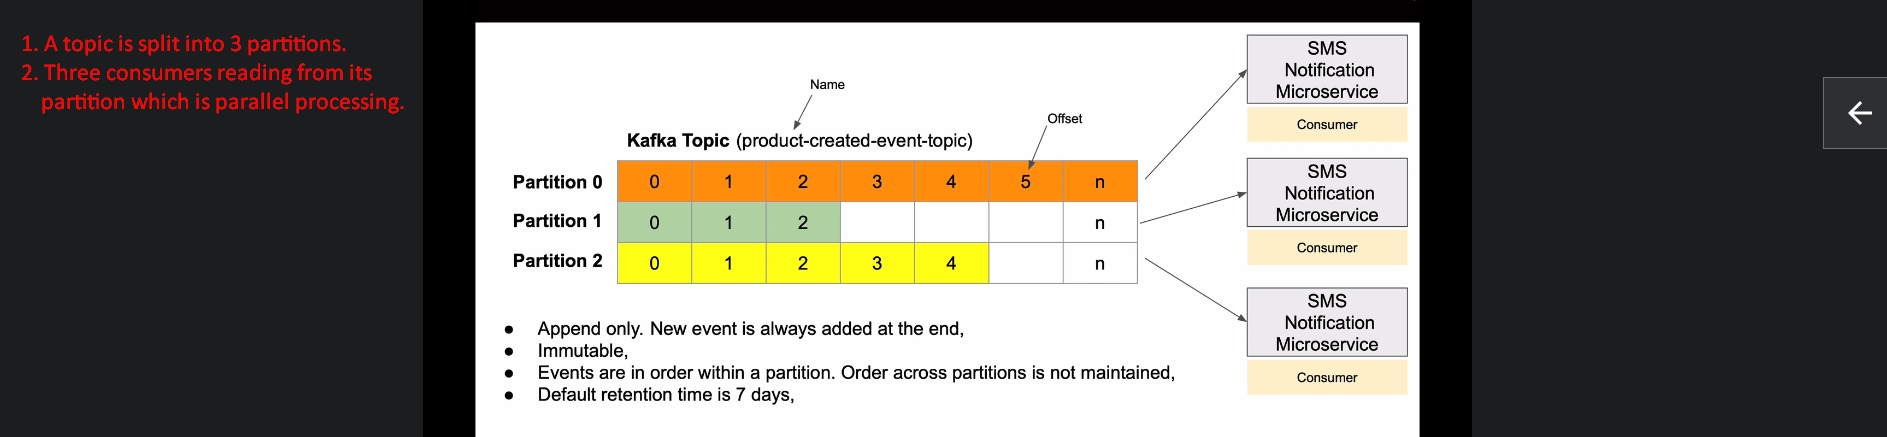 1. A topic is split into 3 partitions.
2. Three consumers reading from its
partition which is parallel processing.
Name
Offset
Kafka Topic (product-created-event-topic)
Partition 0 0 1 2 3 4 5 n
Partition 1 0 1 2 n
Partition 2 0 1 2 3 4 n
SMS
Notification
Microservice
Consumer
SMS
Notification
Microservice
Consumer
SMS
Notification
Microservice
Consumer
● Append only. New event is always added at the end,
● Immutable,
● Events are in order within a partition. Order across partitions is not maintained,
● Default retention time is 7 days,